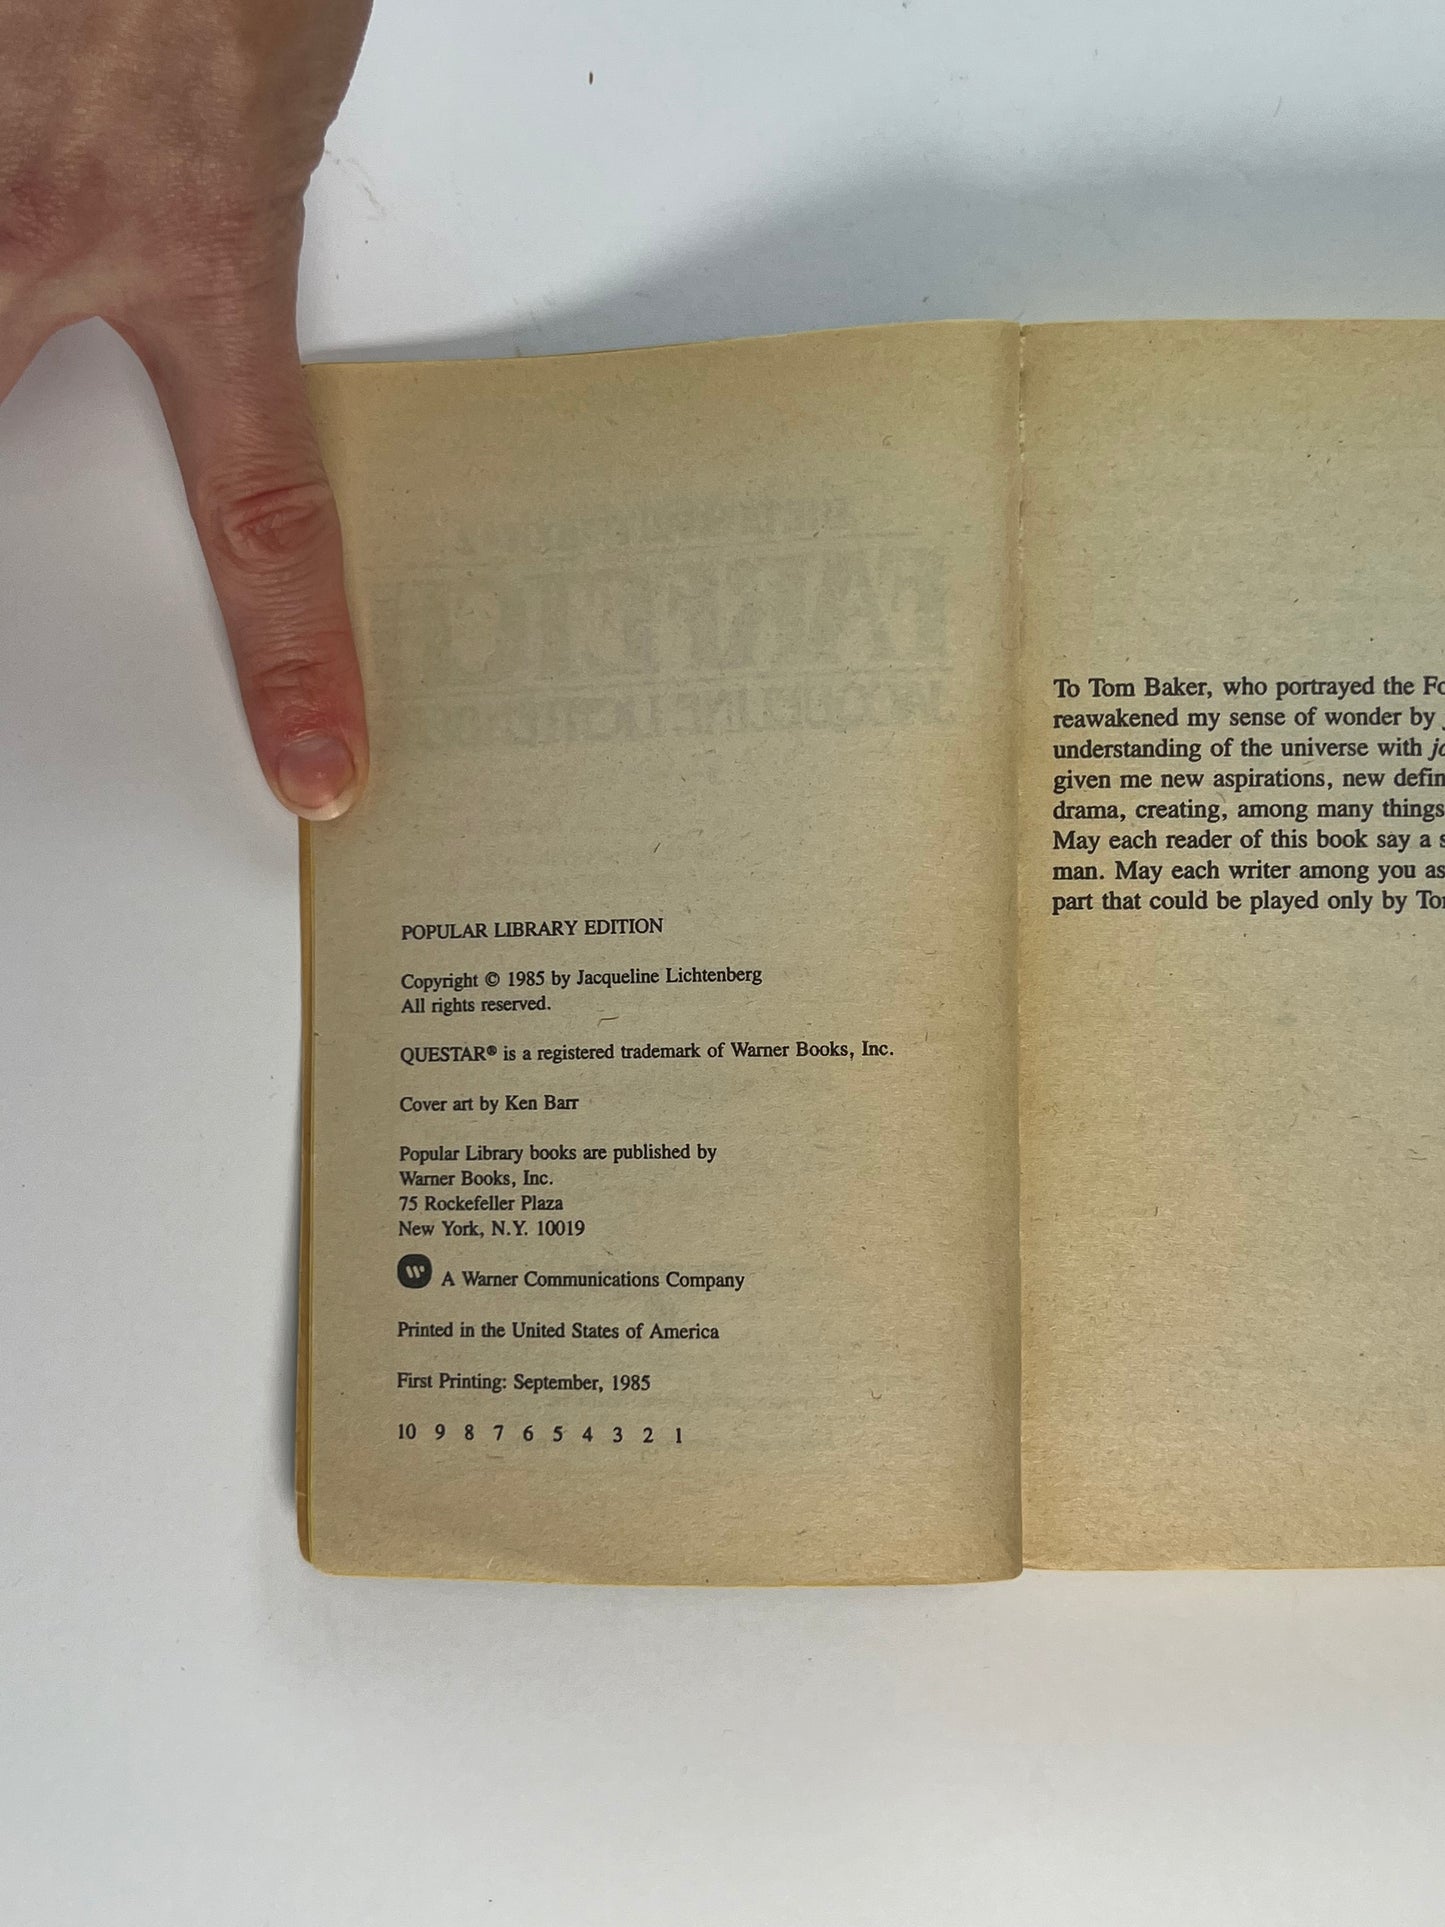 POPULAR LIBRARY EDITION
Copyright © 1985 by Jacqueline Lichtenberg
All rights reserved.
QUESTAR® is a registered trademark of Warner Books, Inc.
Cover art by Ken Barr
Popular Library books are published by
Warner Books, Inc.
75 Rockefeller Plaza
New York, N.Y. 10019
A Warner Communications Company
Printed in the United States of America
First Printing: September, 1985
10 9 8 7 6 5 4 3 2 1
To Tom Baker, who portrayed the
reawakened my sense of wonder by
understanding of the universe with
given me new aspirations, new
drama, creating, among many things
May each reader of this book say a
man. May each writer among you
part that could be played only by